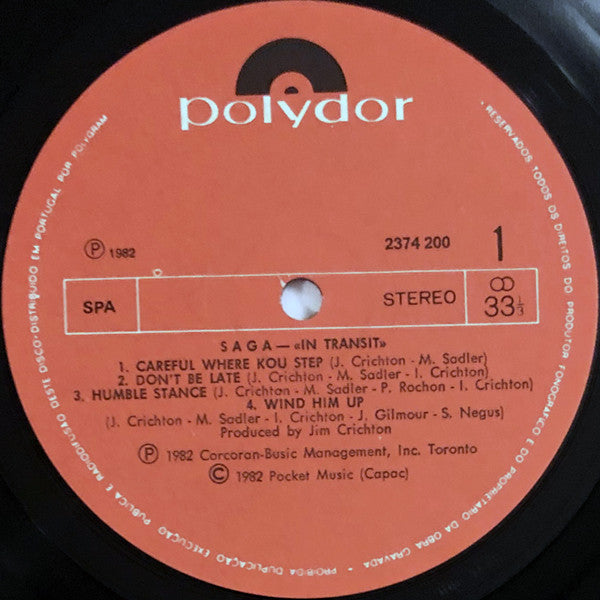 polydor
Ⓟ 1982
2374 200
1
SPA
STEREO
33 1/3
SAGA — «IN TRANSIT»
1. CAREFUL WHERE KOU STEP (J. Crichton - M. Sadler)
2. DON'T BE LATE (J. Crichton - M. Sadler - I. Crichton)
3. HUMBLE STANCE (J. Crichton - M. Sadler - P. Rochon - I. Crichton)
4. WIND HIM UP
(J. Crichton - M. Sadler - I. Crichton - J. Gilmour - S. Negus)
Produced by Jim Crichton
Ⓟ 1982 Corcoran-Busic Management, Inc. Toronto
© 1982 Pocket Music (Capac)
· RESERVADOS TODOS OS DIREITOS DO PRODUTOR FONOGRÁFICO E DO PROPRIETÁRIO DA OBRA GRAVADA · PROIBIDA DUPLICAÇÃO, EXECUÇÃO PÚBLICA E RADIODIFUSÃO DESTE DISCO · DISTRIBUIDO EM PORTUGAL POR POLYGRAM